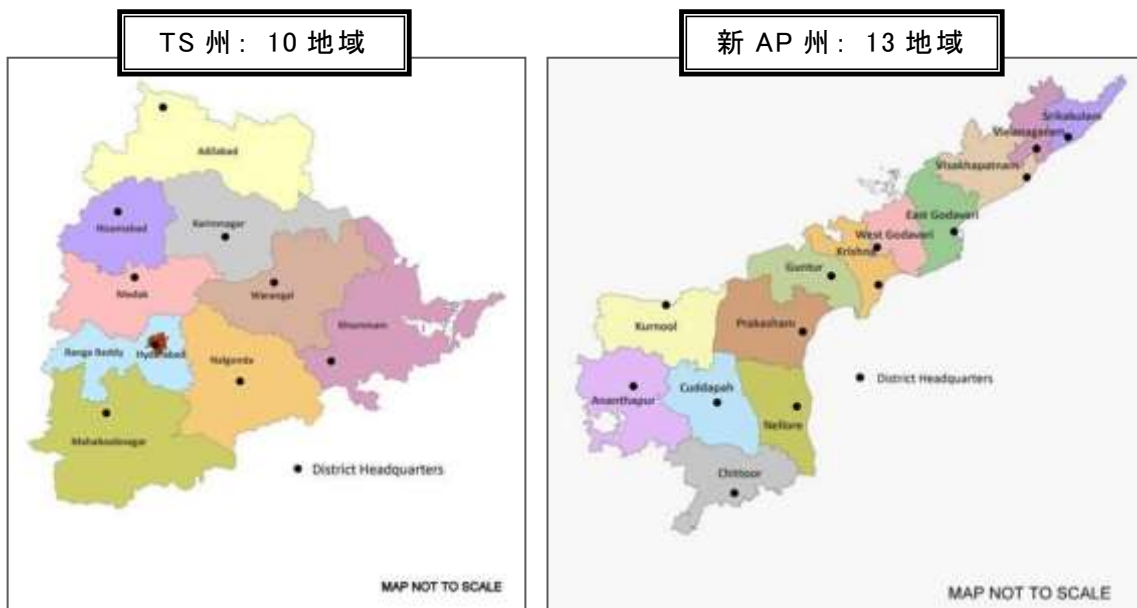 TS 州: 10 地域
Adilabad
Nizamabad
Karimnagar
Medak
Warangal
Khammam
Ranga Reddy
Hyderabad
Nalgonda
Mahaboobnagar
District Headquarters
MAP NOT TO SCALE
新 AP 州: 13 地域
Srikakulam
Vizianagaram
Visakhapatnam
East Godavari
West Godavari
Krishna
Guntur
Kurnool
Prakasham
District Headquarters
Ananthapur
Cuddapah
Nellore
Chittoor
MAP NOT TO SCALE